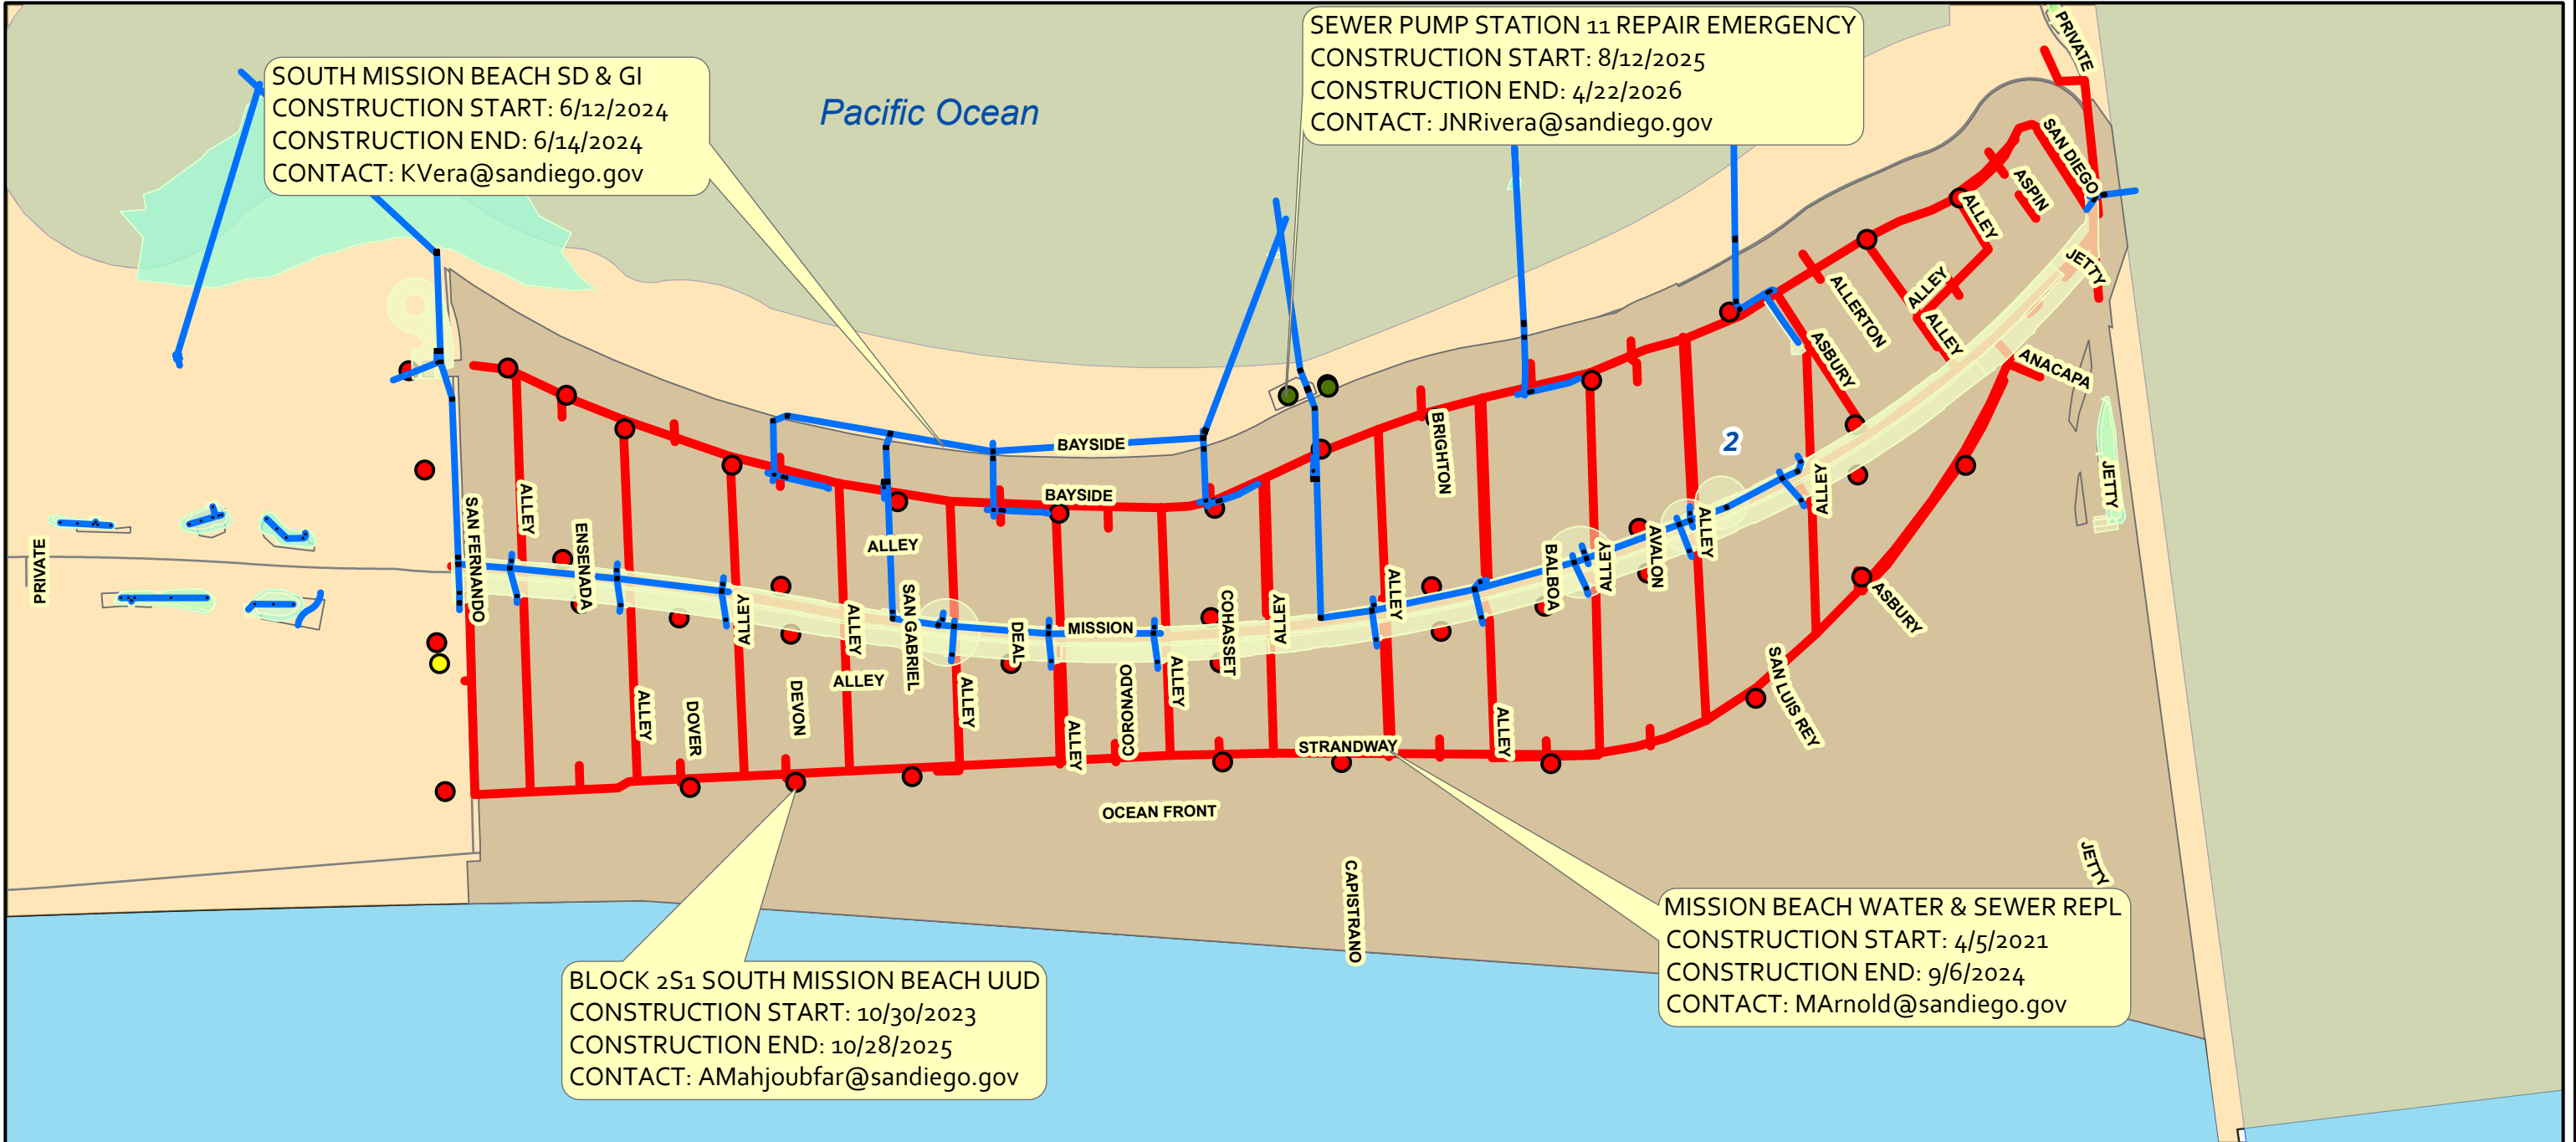 SOUTH MISSION BEACH SD & GI
CONSTRUCTION START: 6/12/2024
CONSTRUCTION END: 6/14/2024
CONTACT: KVera@sandiego.gov
Pacific Ocean
SEWER PUMP STATION 11 REPAIR EMERGENCY
CONSTRUCTION START: 8/12/2025
CONSTRUCTION END: 4/22/2026
CONTACT: JNRivera@sandiego.gov
PRIVATE
SAN DIEGO
ASPIN
ALLEY
JETTY
ALLEY
ALLERTON
ALLEY
ASBURY
ANACAPA
BRIGHTON
2
BAYSIDE
BAYSIDE
JETTY
ALLEY
ALLEY
SAN FERNANDO
ENSENADA
PRIVATE
ALLEY
ALLEY
AVALON
ALLEY
BALBOA
ALLEY
ALLEY
SAN GABRIEL
ALLEY
ALLEY
DEAL
MISSION
COHASSET
ALLEY
ASBURY
ALLEY
DOVER
DEVON
ALLEY
ALLEY
CORONADO
ALLEY
ALLEY
SAN LUIS REY
STRANDWAY
ALLEY
OCEAN FRONT
CAPISTRANO
JETTY
MISSION BEACH WATER & SEWER REPL
CONSTRUCTION START: 4/5/2021
CONSTRUCTION END: 9/6/2024
CONTACT: MArnold@sandiego.gov
BLOCK 2S1 SOUTH MISSION BEACH UUD
CONSTRUCTION START: 10/30/2023
CONSTRUCTION END: 10/28/2025
CONTACT: AMahjoubfar@sandiego.gov